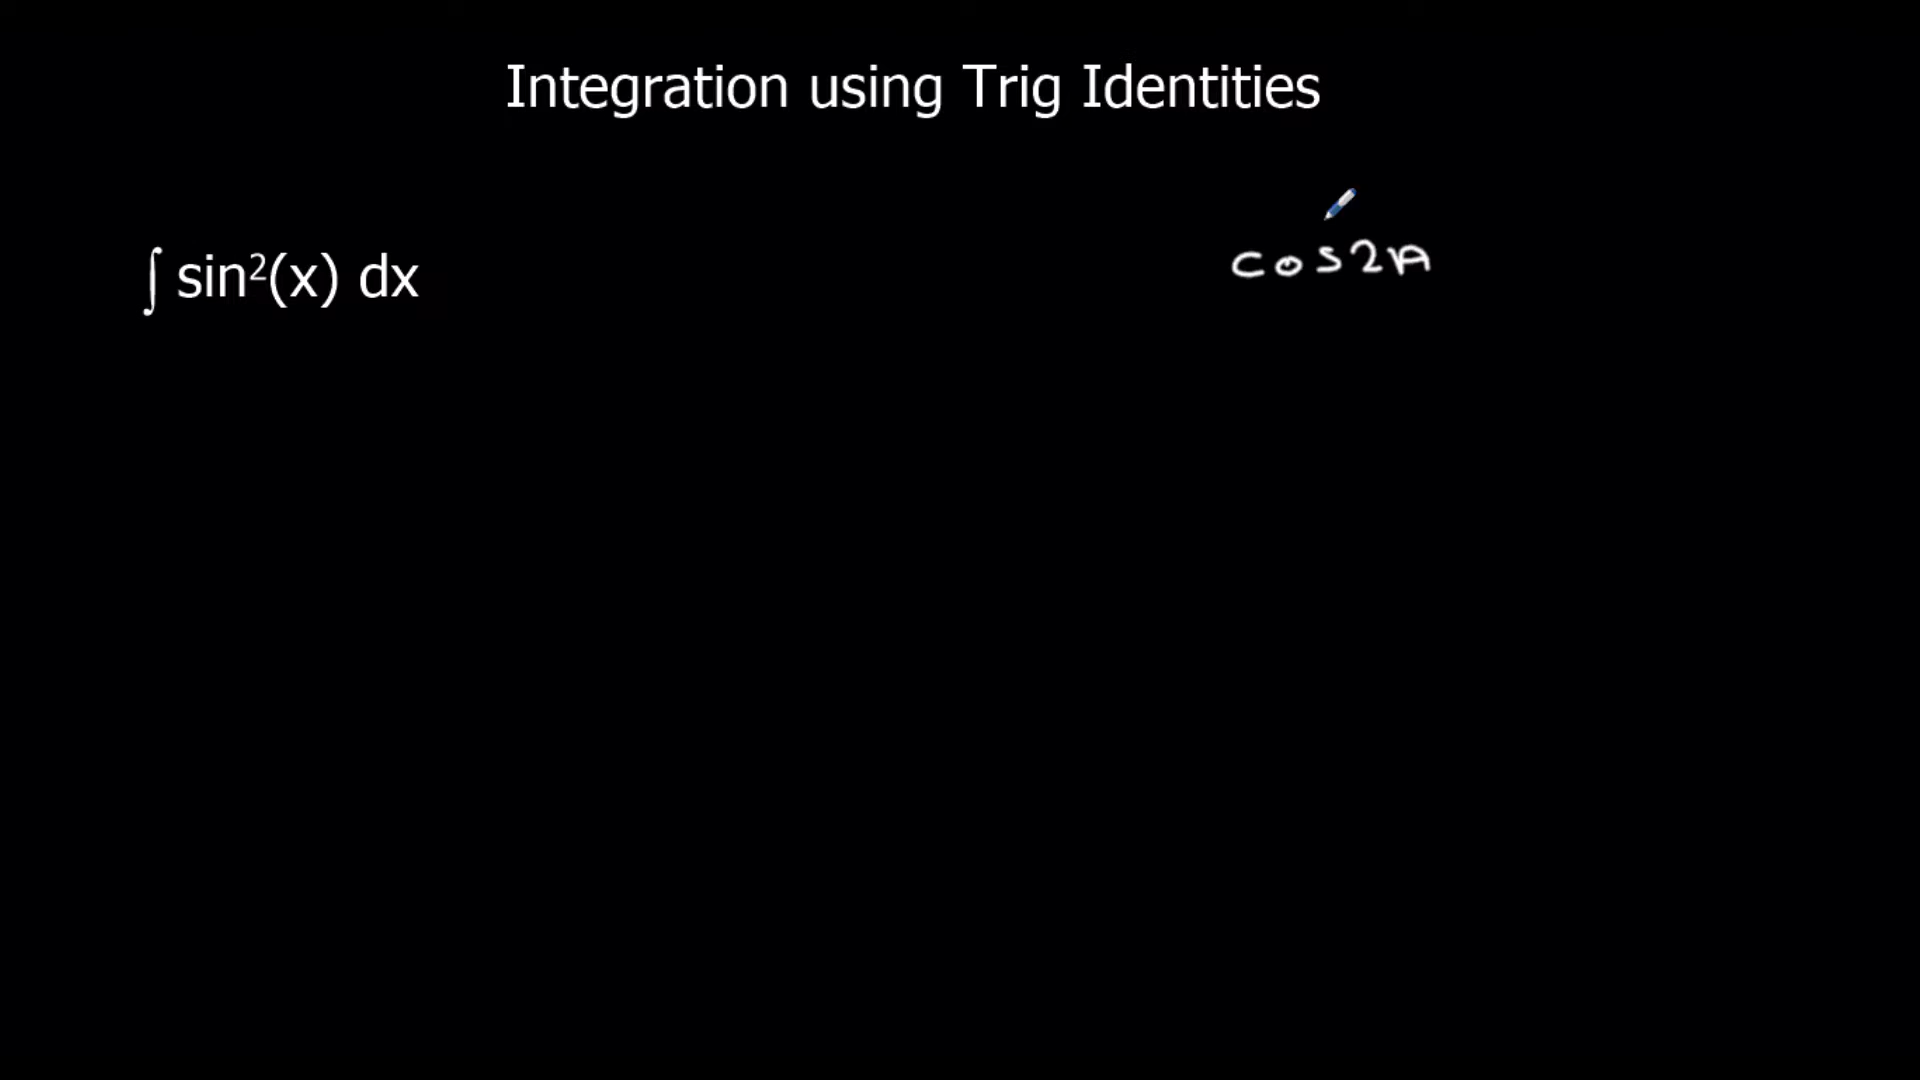 Integration using Trig Identities
∫ sin²(x) dx
cos2A